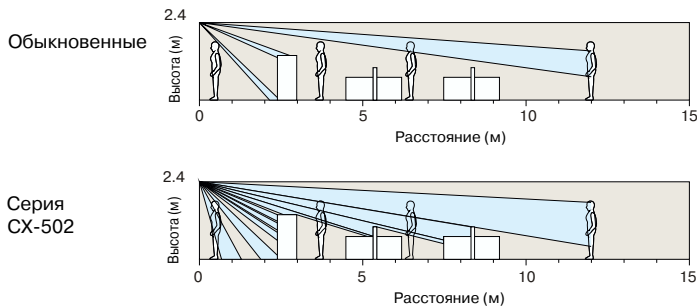 Обыкновенные
2.4
Высота (м)
0 5 10 15
Расстояние (м)
Серия
CX-502
2.4
Высота (м)
0 5 10 15
Расстояние (м)